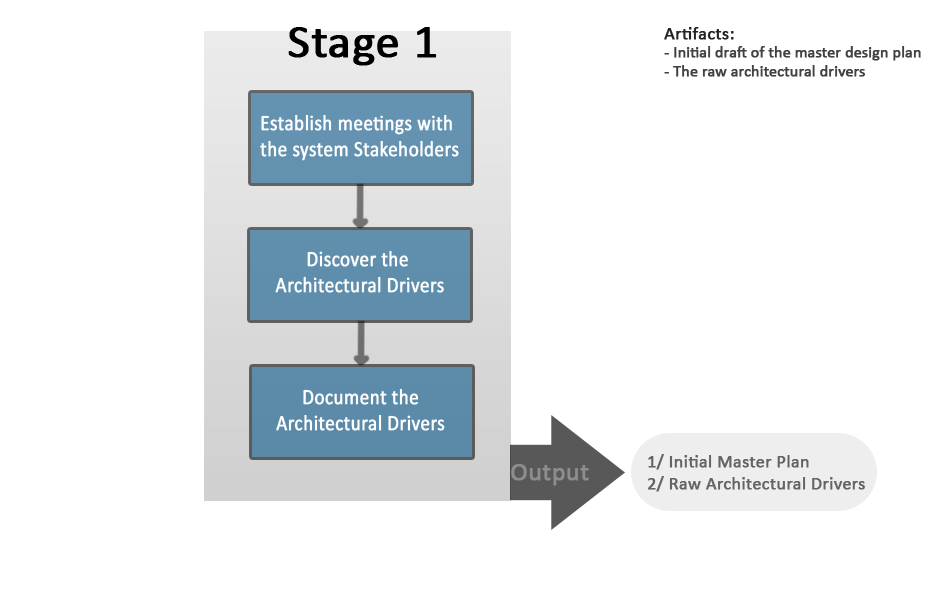 Stage 1
Artifacts:
- Initial draft of the master design plan
- The raw architectural drivers
Establish meetings with
the system Stakeholders
Discover the
Architectural Drivers
Document the
Architectural Drivers
Output
1/ Initial Master Plan
2/ Raw Architectural Drivers